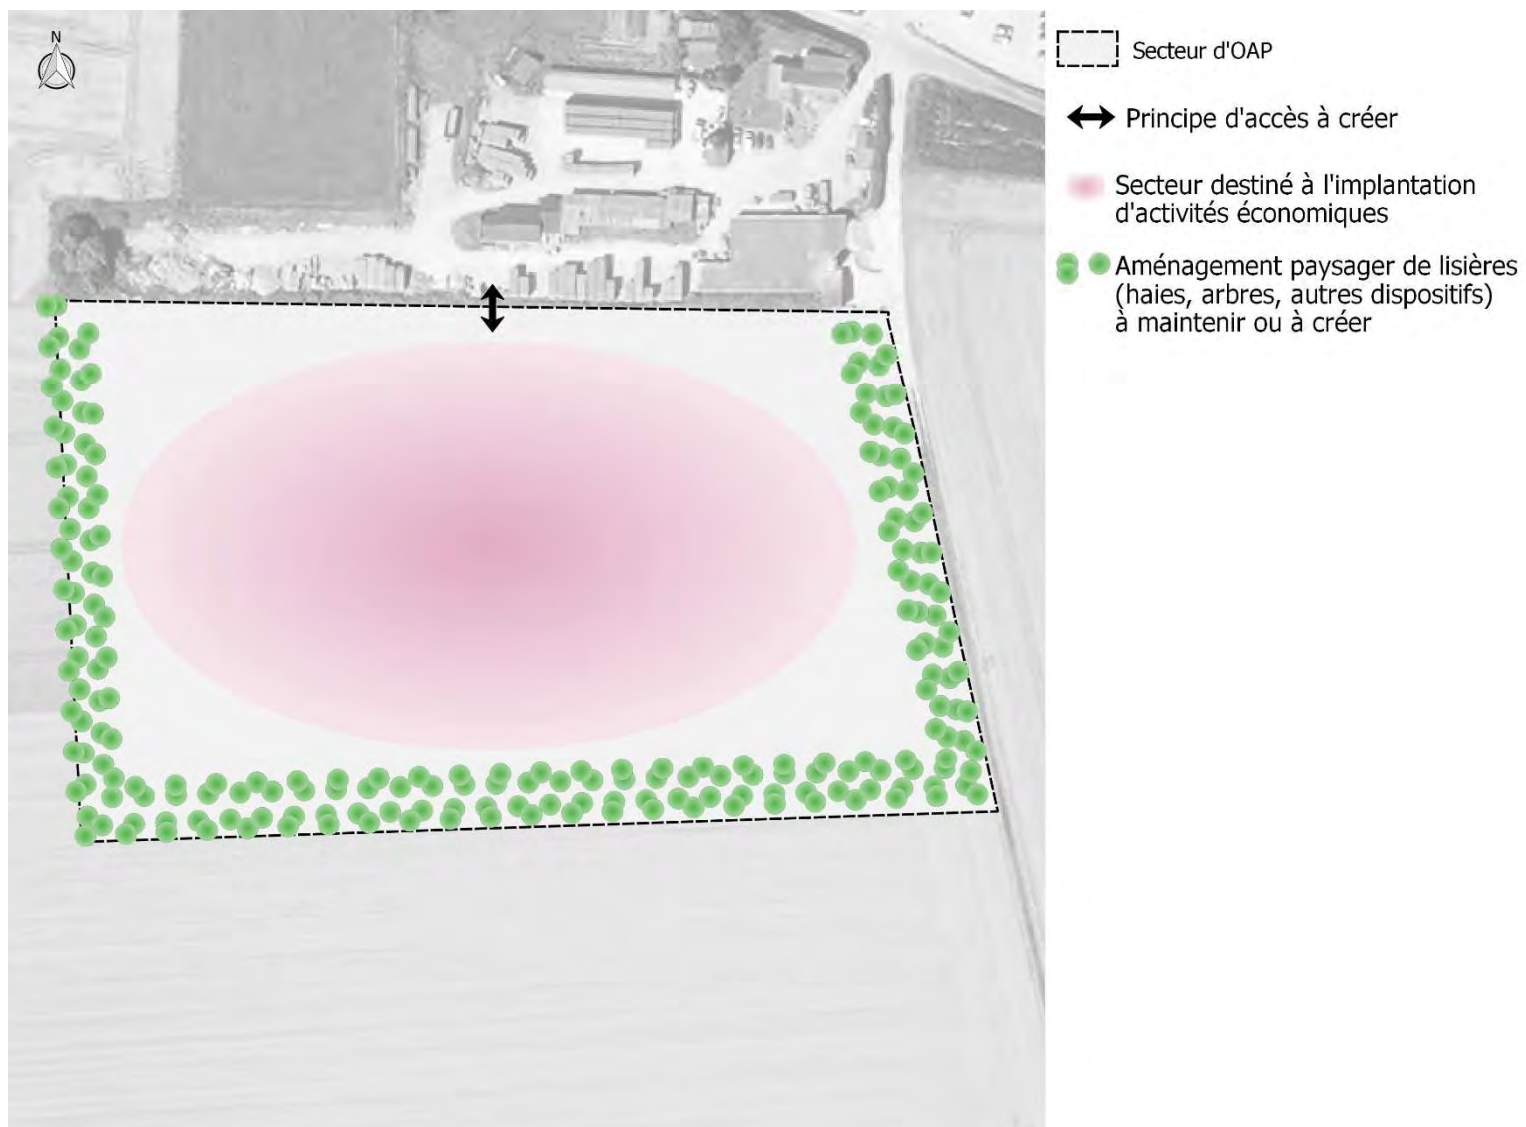 N
Secteur d'OAP
Principe d'accès à créer
Secteur destiné à l'implantation
d'activités économiques
Aménagement paysager de lisières
(haies, arbres, autres dispositifs)
à maintenir ou à créer